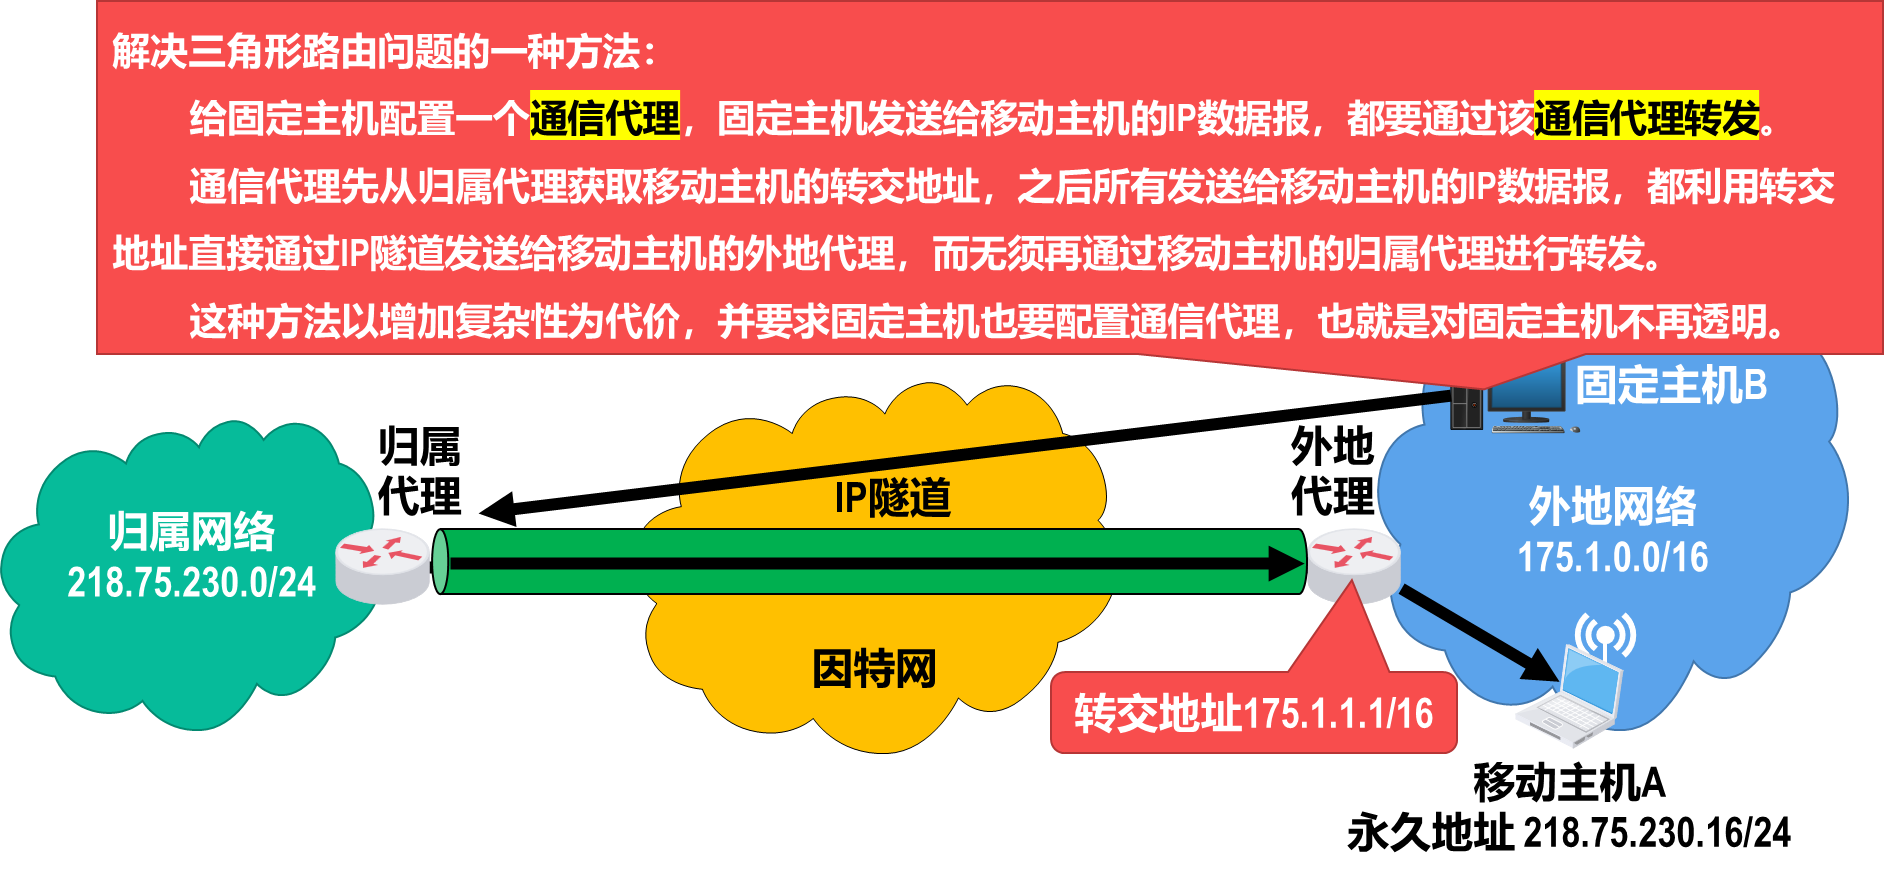 解决三角形路由问题的一种方法：
给固定主机配置一个通信代理，固定主机发送给移动主机的IP数据报，都要通过该通信代理转发。
通信代理先从归属代理获取移动主机的转交地址，之后所有发送给移动主机的IP数据报，都利用转交
地址直接通过IP隧道发送给移动主机的外地代理，而无须再通过移动主机的归属代理进行转发。
这种方法以增加复杂性为代价，并要求固定主机也要配置通信代理，也就是对固定主机不再透明。
固定主机B
归属
代理
外地
代理
IP隧道
归属网络
218.75.230.0/24
外地网络
175.1.0.0/16
因特网
转交地址175.1.1.1/16
移动主机A
永久地址 218.75.230.16/24